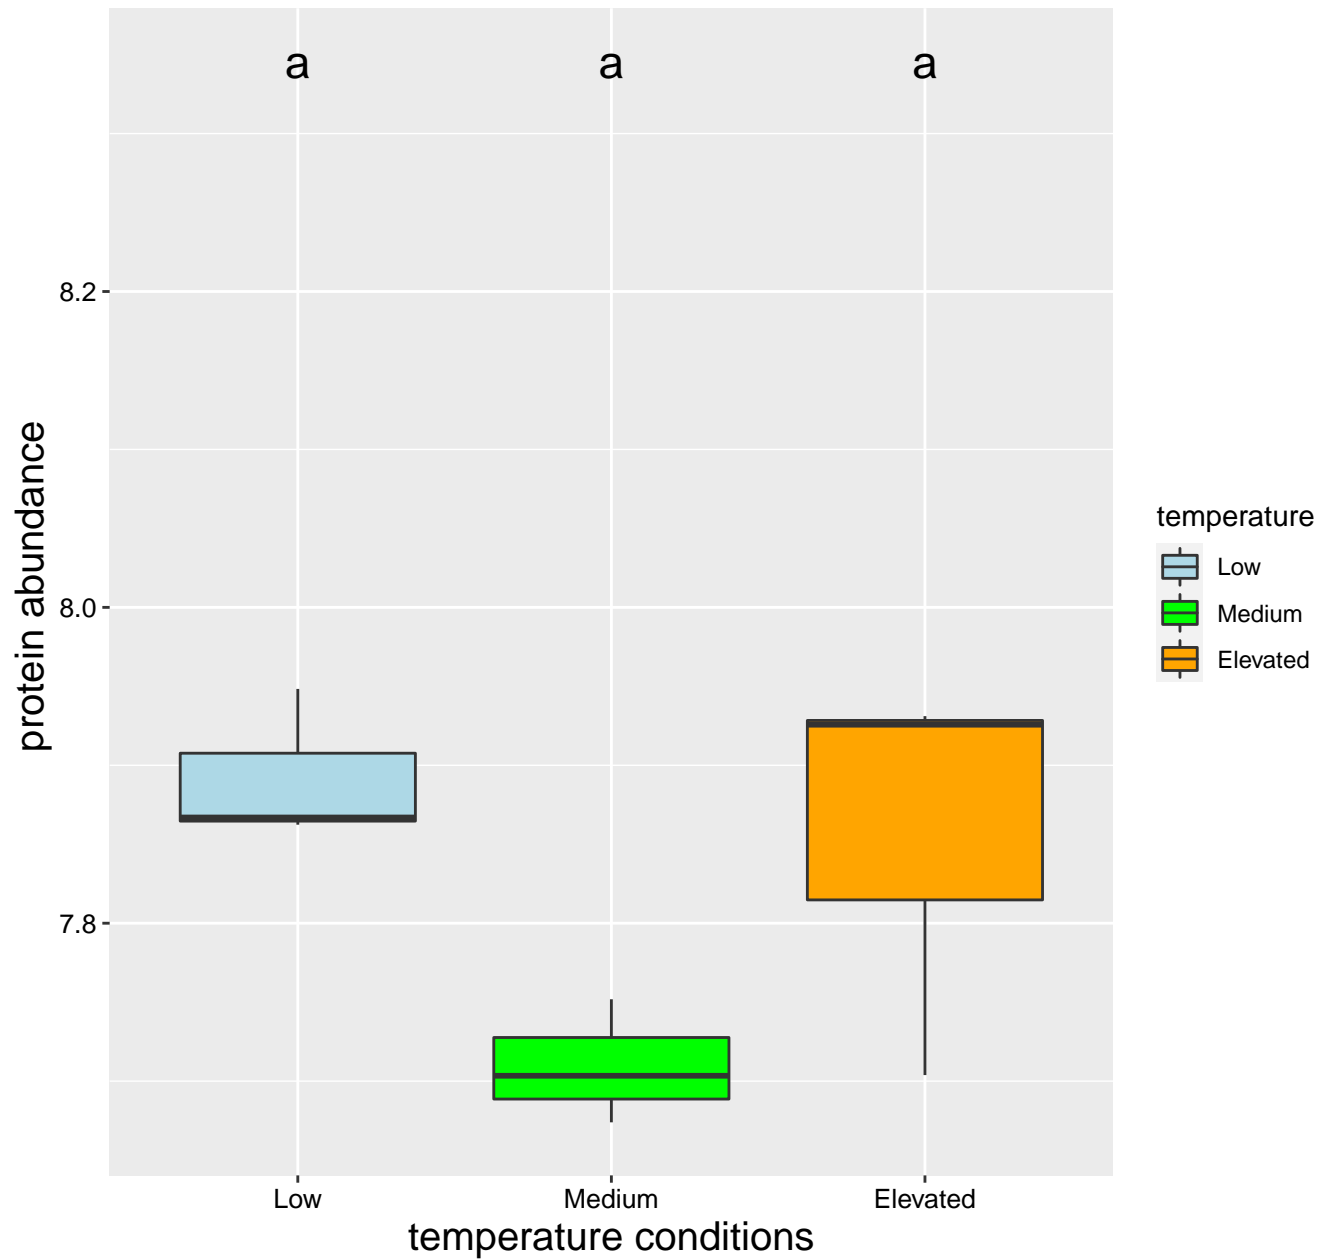 a a a
8.2
8.0
7.8
protein abundance
Low Medium Elevated
temperature conditions
temperature
Low
Medium
Elevated